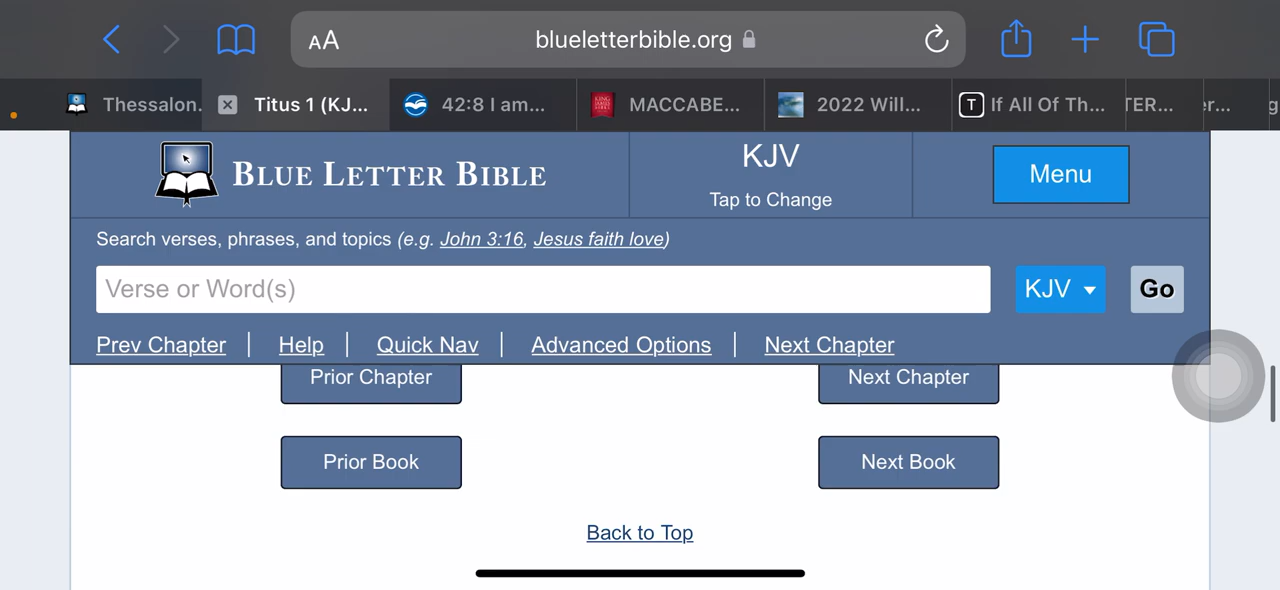 AA blueletterbible.org
Thessalon. Titus 1 (KJ... 42:8 I am... MACCABE... 2022 Will... T If All Of Th... TER... er... g
BLUE LETTER BIBLE
KJV
Tap to Change
Menu
Search verses, phrases, and topics (e.g. John 3:16, Jesus faith love)
Verse or Word(s) KJV Go
Prev Chapter | Help | Quick Nav | Advanced Options | Next Chapter
Prior Chapter Next Chapter
Prior Book Next Book
Back to Top